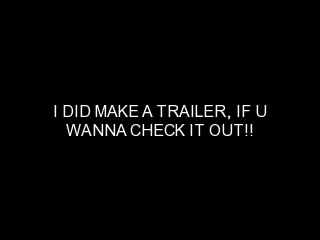 I DID MAKE A TRAILER, IF U
WANNA CHECK IT OUT!!